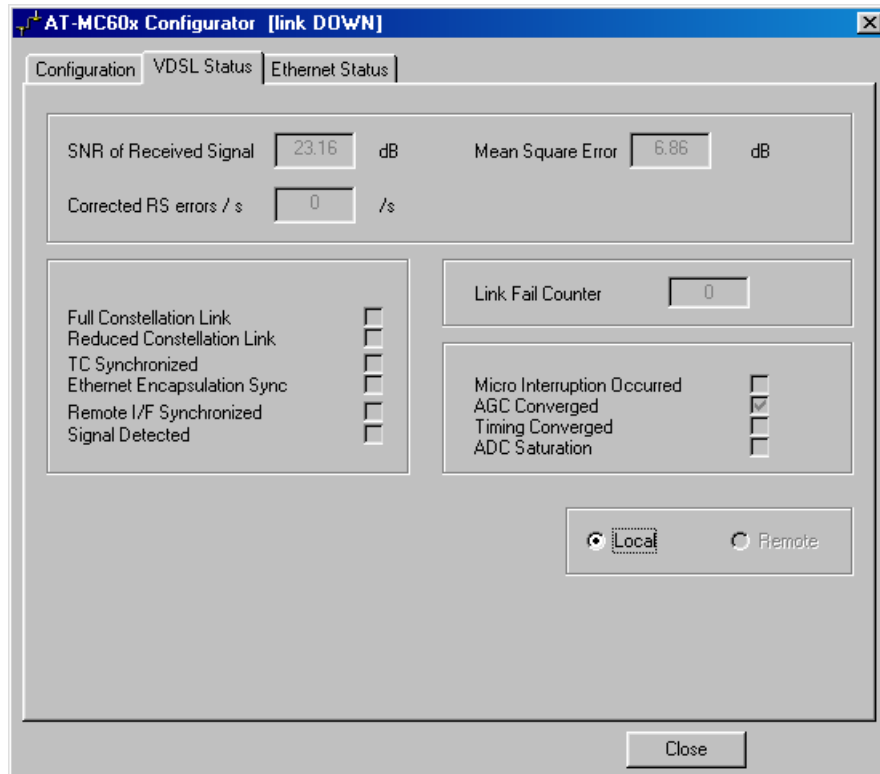 AT-MC60x Configurator [link DOWN]
Configuration VDSL Status Ethernet Status
SNR of Received Signal 23.16 dB Mean Square Error 6.86 dB
Corrected RS errors / s 0 /s
Link Fail Counter 0
Full Constellation Link
Reduced Constellation Link
TC Synchronized
Ethernet Encapsulation Sync
Remote I/F Synchronized
Signal Detected
Micro Interruption Occurred
AGC Converged
Timing Converged
ADC Saturation
Local Remote
Close